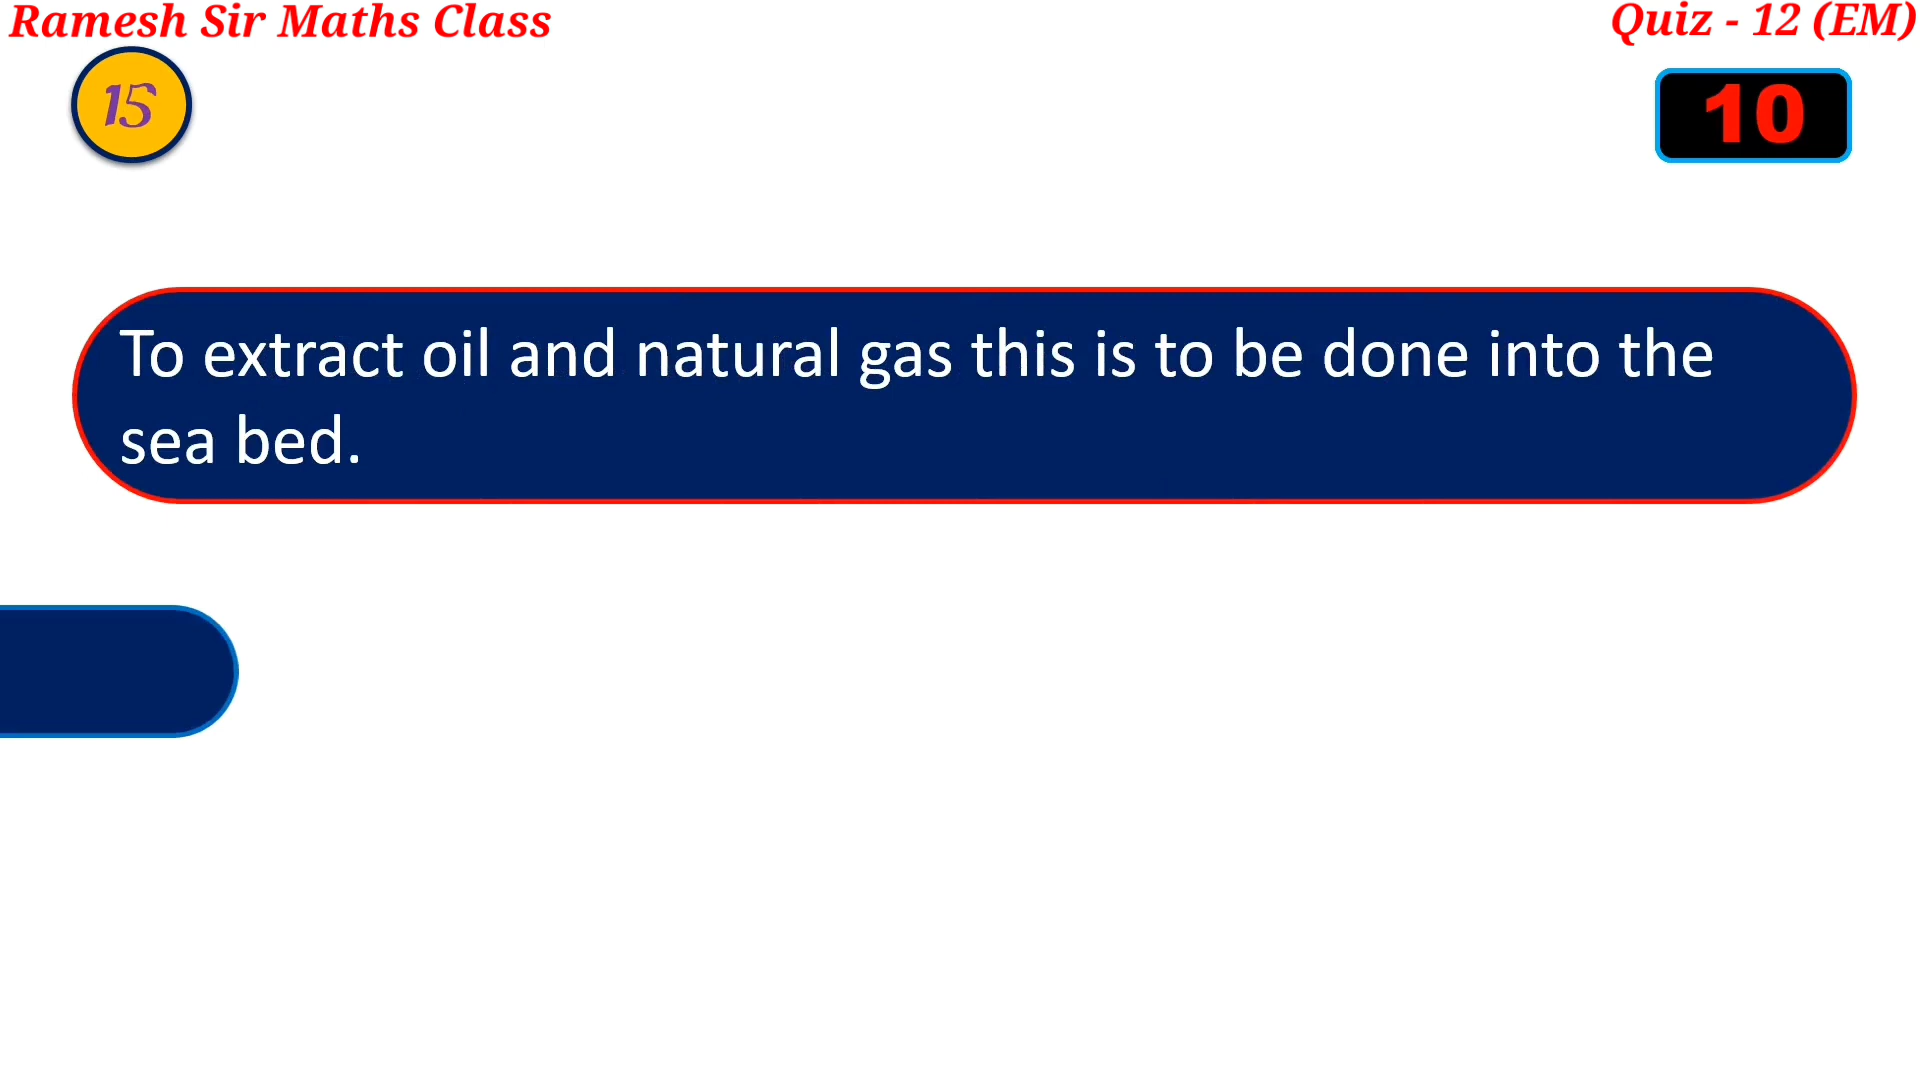 Ramesh Sir Maths Class
Quiz - 12 (EM)
15
10
To extract oil and natural gas this is to be done into the
sea bed.